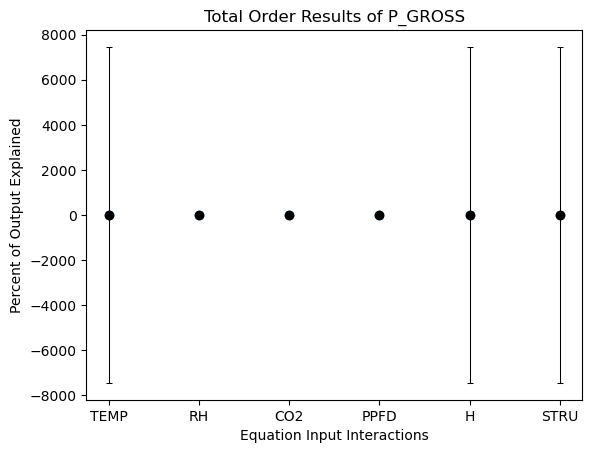 Total Order Results of P_GROSS
Percent of Output Explained
8000
6000
4000
2000
0
−2000
−4000
−6000
−8000
TEMP RH CO2 PPFD H STRU
Equation Input Interactions